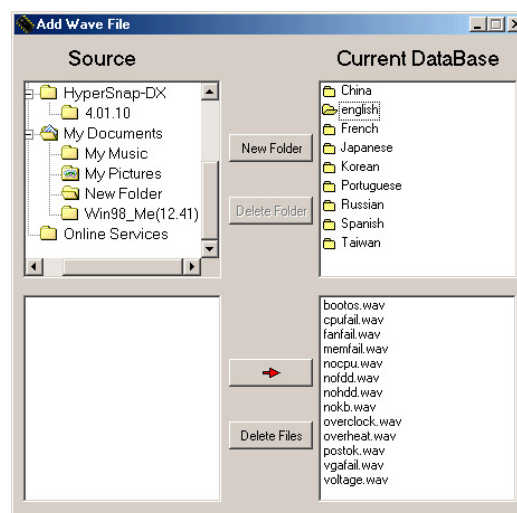 Add Wave File
Source
Current DataBase
HyperSnap-DX
4.01.10
My Documents
My Music
My Pictures
New Folder
Win98_Me(12.41)
Online Services
New Folder
Delete Folder
China
english
French
Japanese
Korean
Portuguese
Russian
Spanish
Taiwan
Delete Files
bootos.wav
cpufail.wav
fanfail.wav
memfail.wav
nocpu.wav
nofdd.wav
nohdd.wav
nokb.wav
overclock.wav
overheat.wav
postok.wav
vgafail.wav
voltage.wav